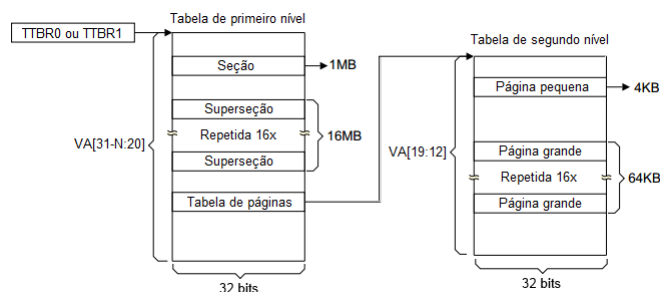 Tabela de primeiro nível
TTBR0 ou TTBR1
Seção
1MB
Superseção
Repetida 16x
16MB
Superseção
VA[31-N:20]
Tabela de páginas
32 bits
Tabela de segundo nível
Página pequena
4KB
VA[19:12]
Página grande
Repetida 16x
64KB
Página grande
32 bits